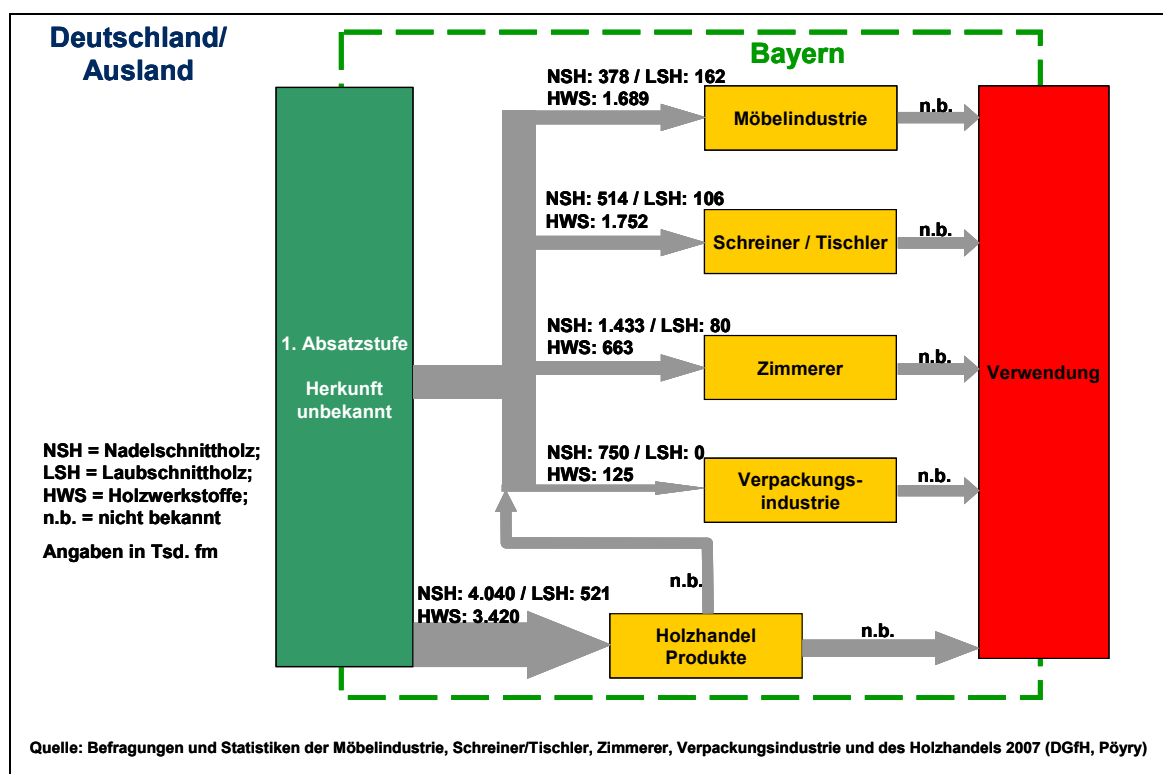 Deutschland/
Ausland
Bayern
NSH: 378 / LSH: 162
HWS: 1.689
n.b.
Möbelindustrie
NSH: 514 / LSH: 106
HWS: 1.752
n.b.
Schreiner / Tischler
NSH: 1.433 / LSH: 80
HWS: 663
n.b.
1. Absatzstufe
Herkunft
unbekannt
Zimmerer
Verwendung
NSH = Nadelschnittholz;
LSH = Laubschnittholz;
HWS = Holzwerkstoffe;
n.b. = nicht bekannt
Angaben in Tsd. fm
NSH: 750 / LSH: 0
HWS: 125
n.b.
Verpackungs-
industrie
n.b.
NSH: 4.040 / LSH: 521
HWS: 3.420
Holzhandel
Produkte
n.b.
Quelle: Befragungen und Statistiken der Möbelindustrie, Schreiner/Tischler, Zimmerer, Verpackungsindustrie und des Holzhandels 2007 (DGfH, Pöyry)